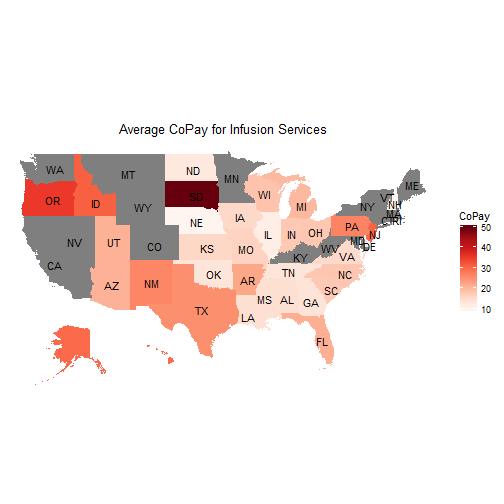 Average CoPay for Infusion Services
WA
MT
ND
MN
ME
OR
ID
SD
WI
MI
VT
NH
NY
MA
CT
RI
WY
NE
IA
PA
NJ
NV
UT
CO
IL
IN
OH
MD
DE
WV
CA
KS
MO
KY
VA
AZ
NM
OK
AR
TN
NC
SC
TX
LA
MS
AL
GA
FL
CoPay
50
40
30
20
10